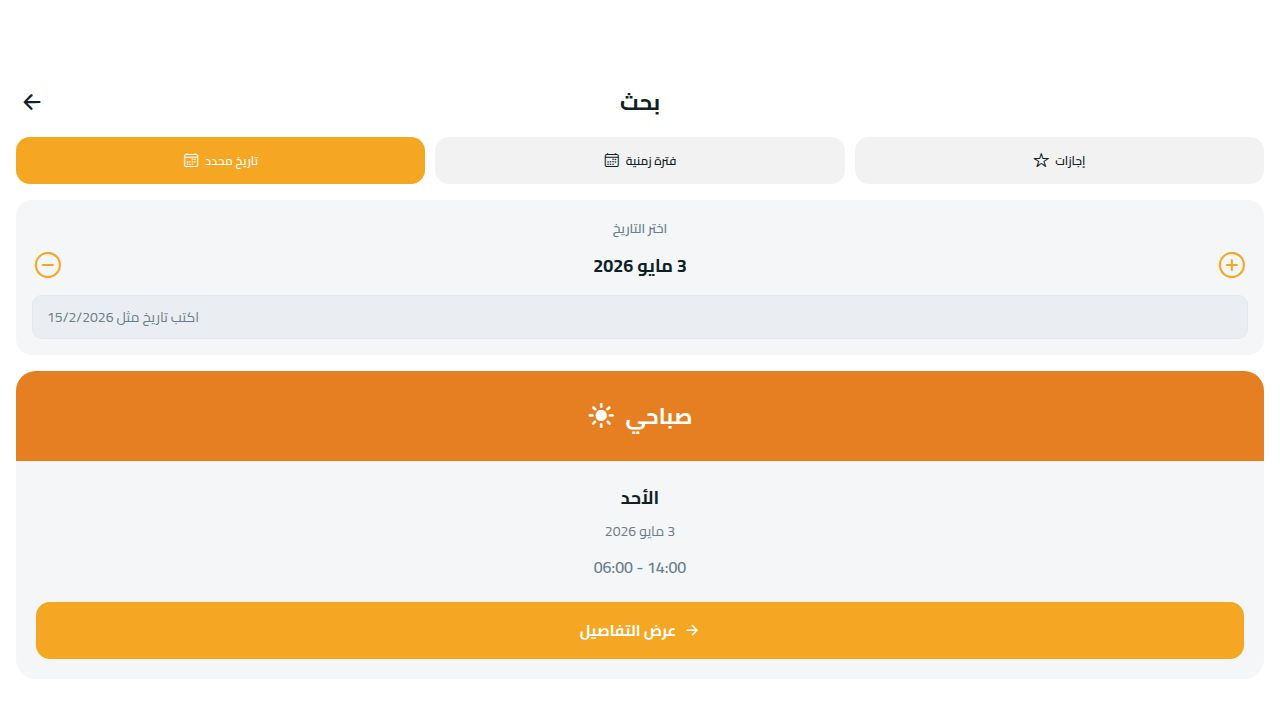 بحث
إجازات
فترة زمنية
تاريخ محدد
اختر التاريخ
3 مايو 2026
اكتب تاريخ مثل 15/2/2026
صباحي
الأحد
3 مايو 2026
06:00 - 14:00
عرض التفاصيل